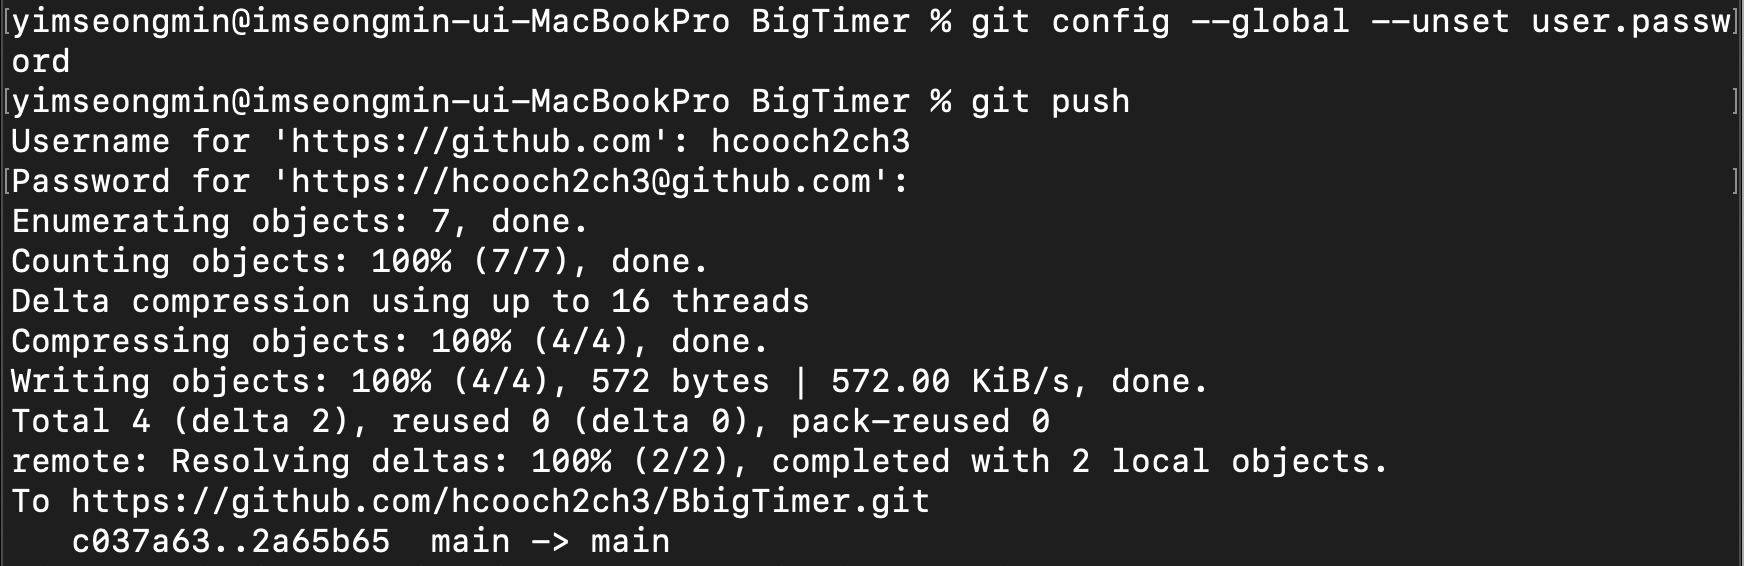 [yimseongmin@imseongmin-ui-MacBookPro BigTimer % git config --global --unset user.passw]
ord
[yimseongmin@imseongmin-ui-MacBookPro BigTimer % git push ]
Username for 'https://github.com': hcooch2ch3
[Password for 'https://hcooch2ch3@github.com': ]
Enumerating objects: 7, done.
Counting objects: 100% (7/7), done.
Delta compression using up to 16 threads
Compressing objects: 100% (4/4), done.
Writing objects: 100% (4/4), 572 bytes | 572.00 KiB/s, done.
Total 4 (delta 2), reused 0 (delta 0), pack-reused 0
remote: Resolving deltas: 100% (2/2), completed with 2 local objects.
To https://github.com/hcooch2ch3/BbigTimer.git
   c037a63..2a65b65  main -> main